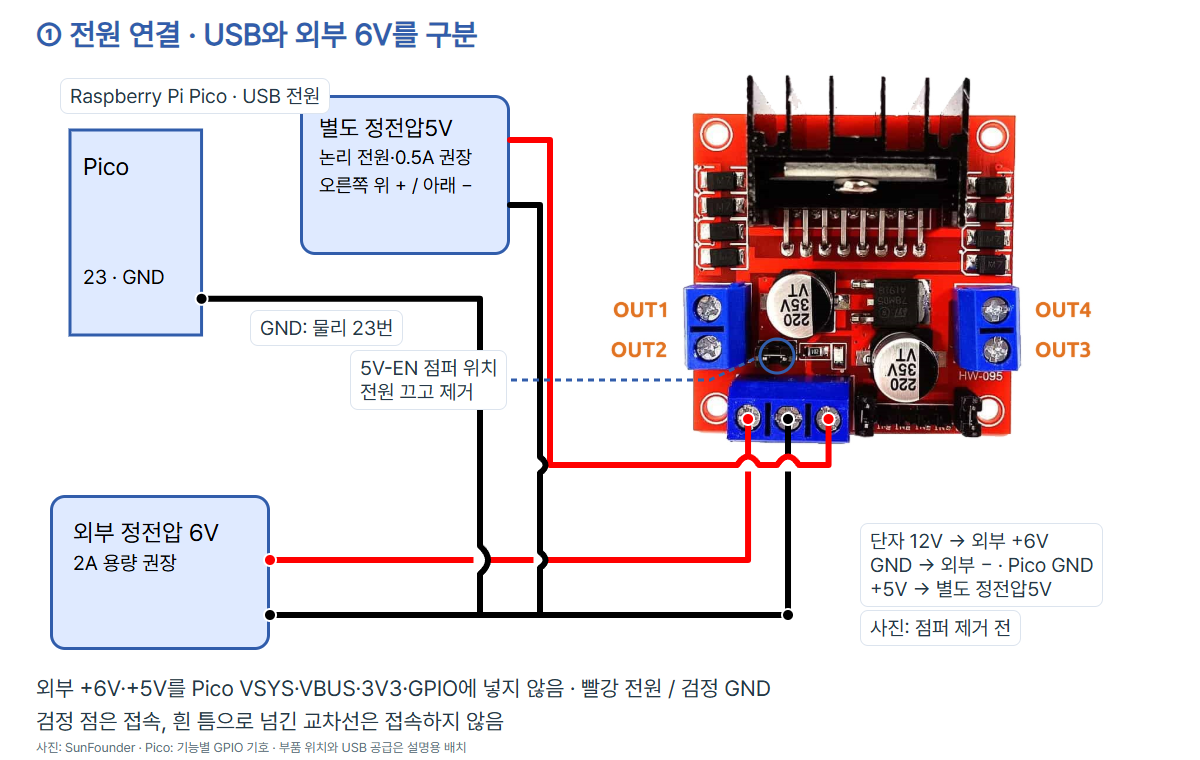 ① 전원 연결 · USB와 외부 6V를 구분
Raspberry Pi Pico · USB 전원
Pico
23 · GND
별도 정전압5V
논리 전원·0.5A 권장
오른쪽 위 + / 아래 −
GND: 물리 23번
5V-EN 점퍼 위치
전원 끄고 제거
OUT1
OUT2
OUT4
OUT3
220
35V
VT
78M05
220
35V
VT
HW-095
외부 정전압 6V
2A 용량 권장
단자 12V → 외부 +6V
GND → 외부 − · Pico GND
+5V → 별도 정전압5V
사진: 점퍼 제거 전
외부 +6V·+5V를 Pico VSYS·VBUS·3V3·GPIO에 넣지 않음 · 빨강 전원 / 검정 GND
검정 점은 접속, 흰 틈으로 넘긴 교차선은 접속하지 않음
사진: SunFounder · Pico: 기능별 GPIO 기호 · 부품 위치와 USB 공급은 설명용 배치